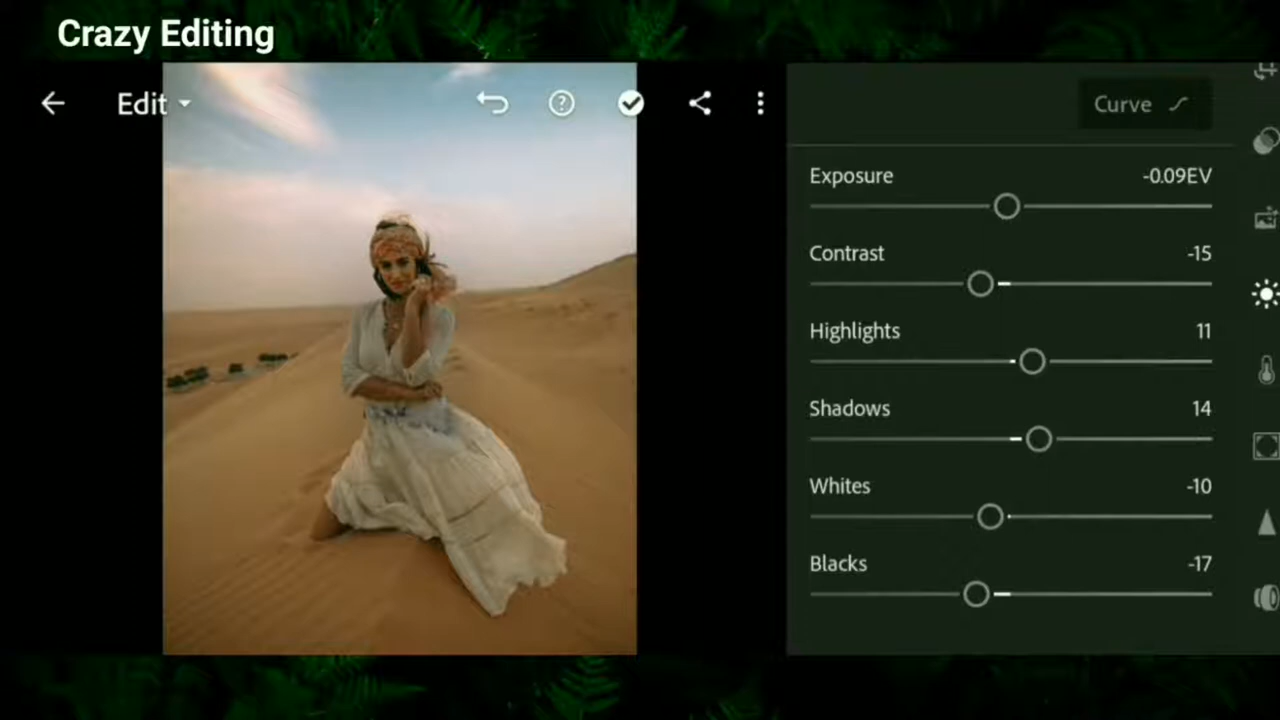 Crazy Editing
Edit
Curve
Exposure -0.09EV
Contrast -15
Highlights 11
Shadows 14
Whites -10
Blacks -17